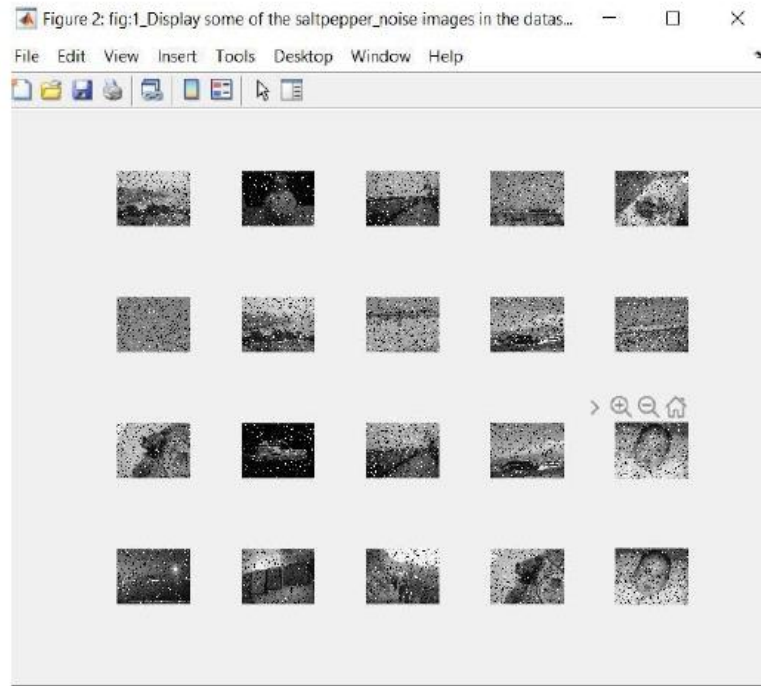 Figure 2: fig:1_Display some of the saltpepper_noise images in the datas...
File Edit View Insert Tools Desktop Window Help